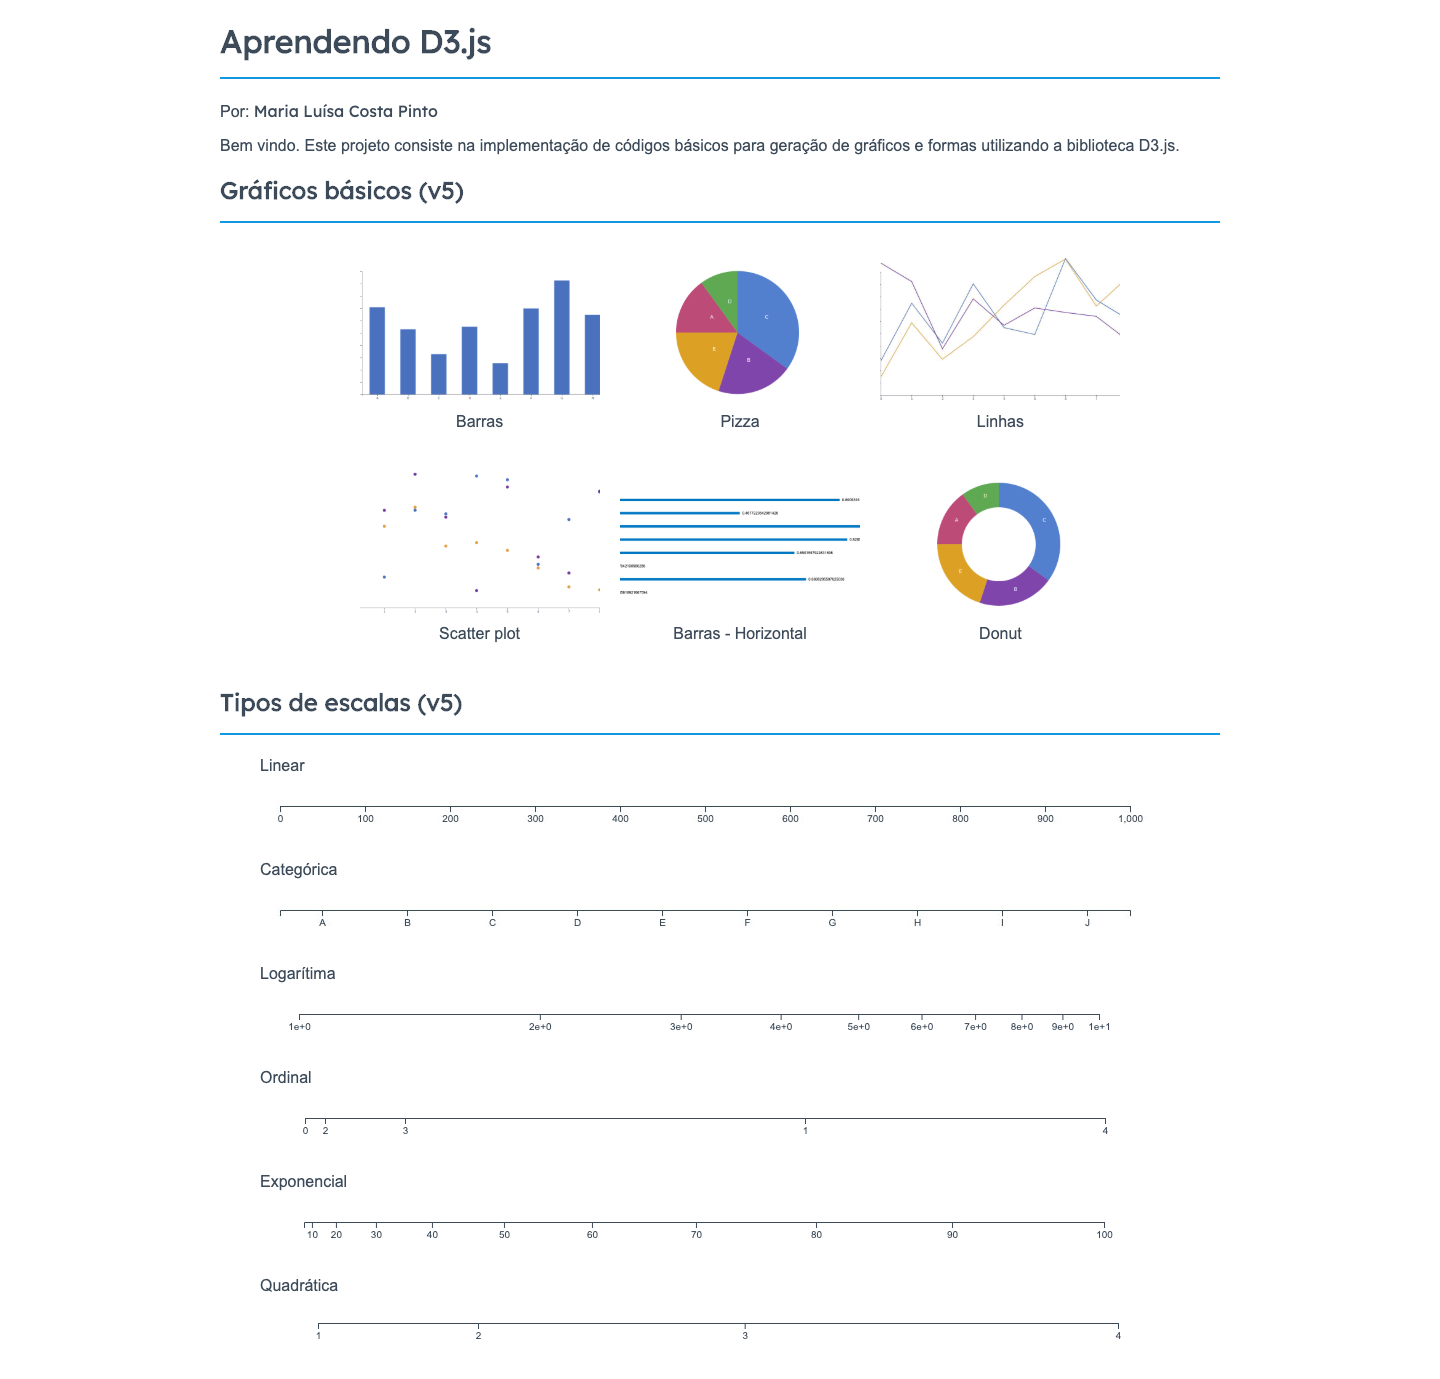 Aprendendo D3.js
Por: Maria Luísa Costa Pinto
Bem vindo. Este projeto consiste na implementação de códigos básicos para geração de gráficos e formas utilizando a biblioteca D3.js.
Gráficos básicos (v5)
D
A
C
E
B
Barras
Pizza
Linhas
D
A
C
E
B
Scatter plot
Barras - Horizontal
Donut
Tipos de escalas (v5)
Linear
0 100 200 300 400 500 600 700 800 900 1,000
Categórica
A B C D E F G H I J
Logarítima
1e+0 2e+0 3e+0 4e+0 5e+0 6e+0 7e+0 8e+0 9e+0 1e+1
Ordinal
0 2 3 1 4
Exponencial
10 20 30 40 50 60 70 80 90 100
Quadrática
1 2 3 4